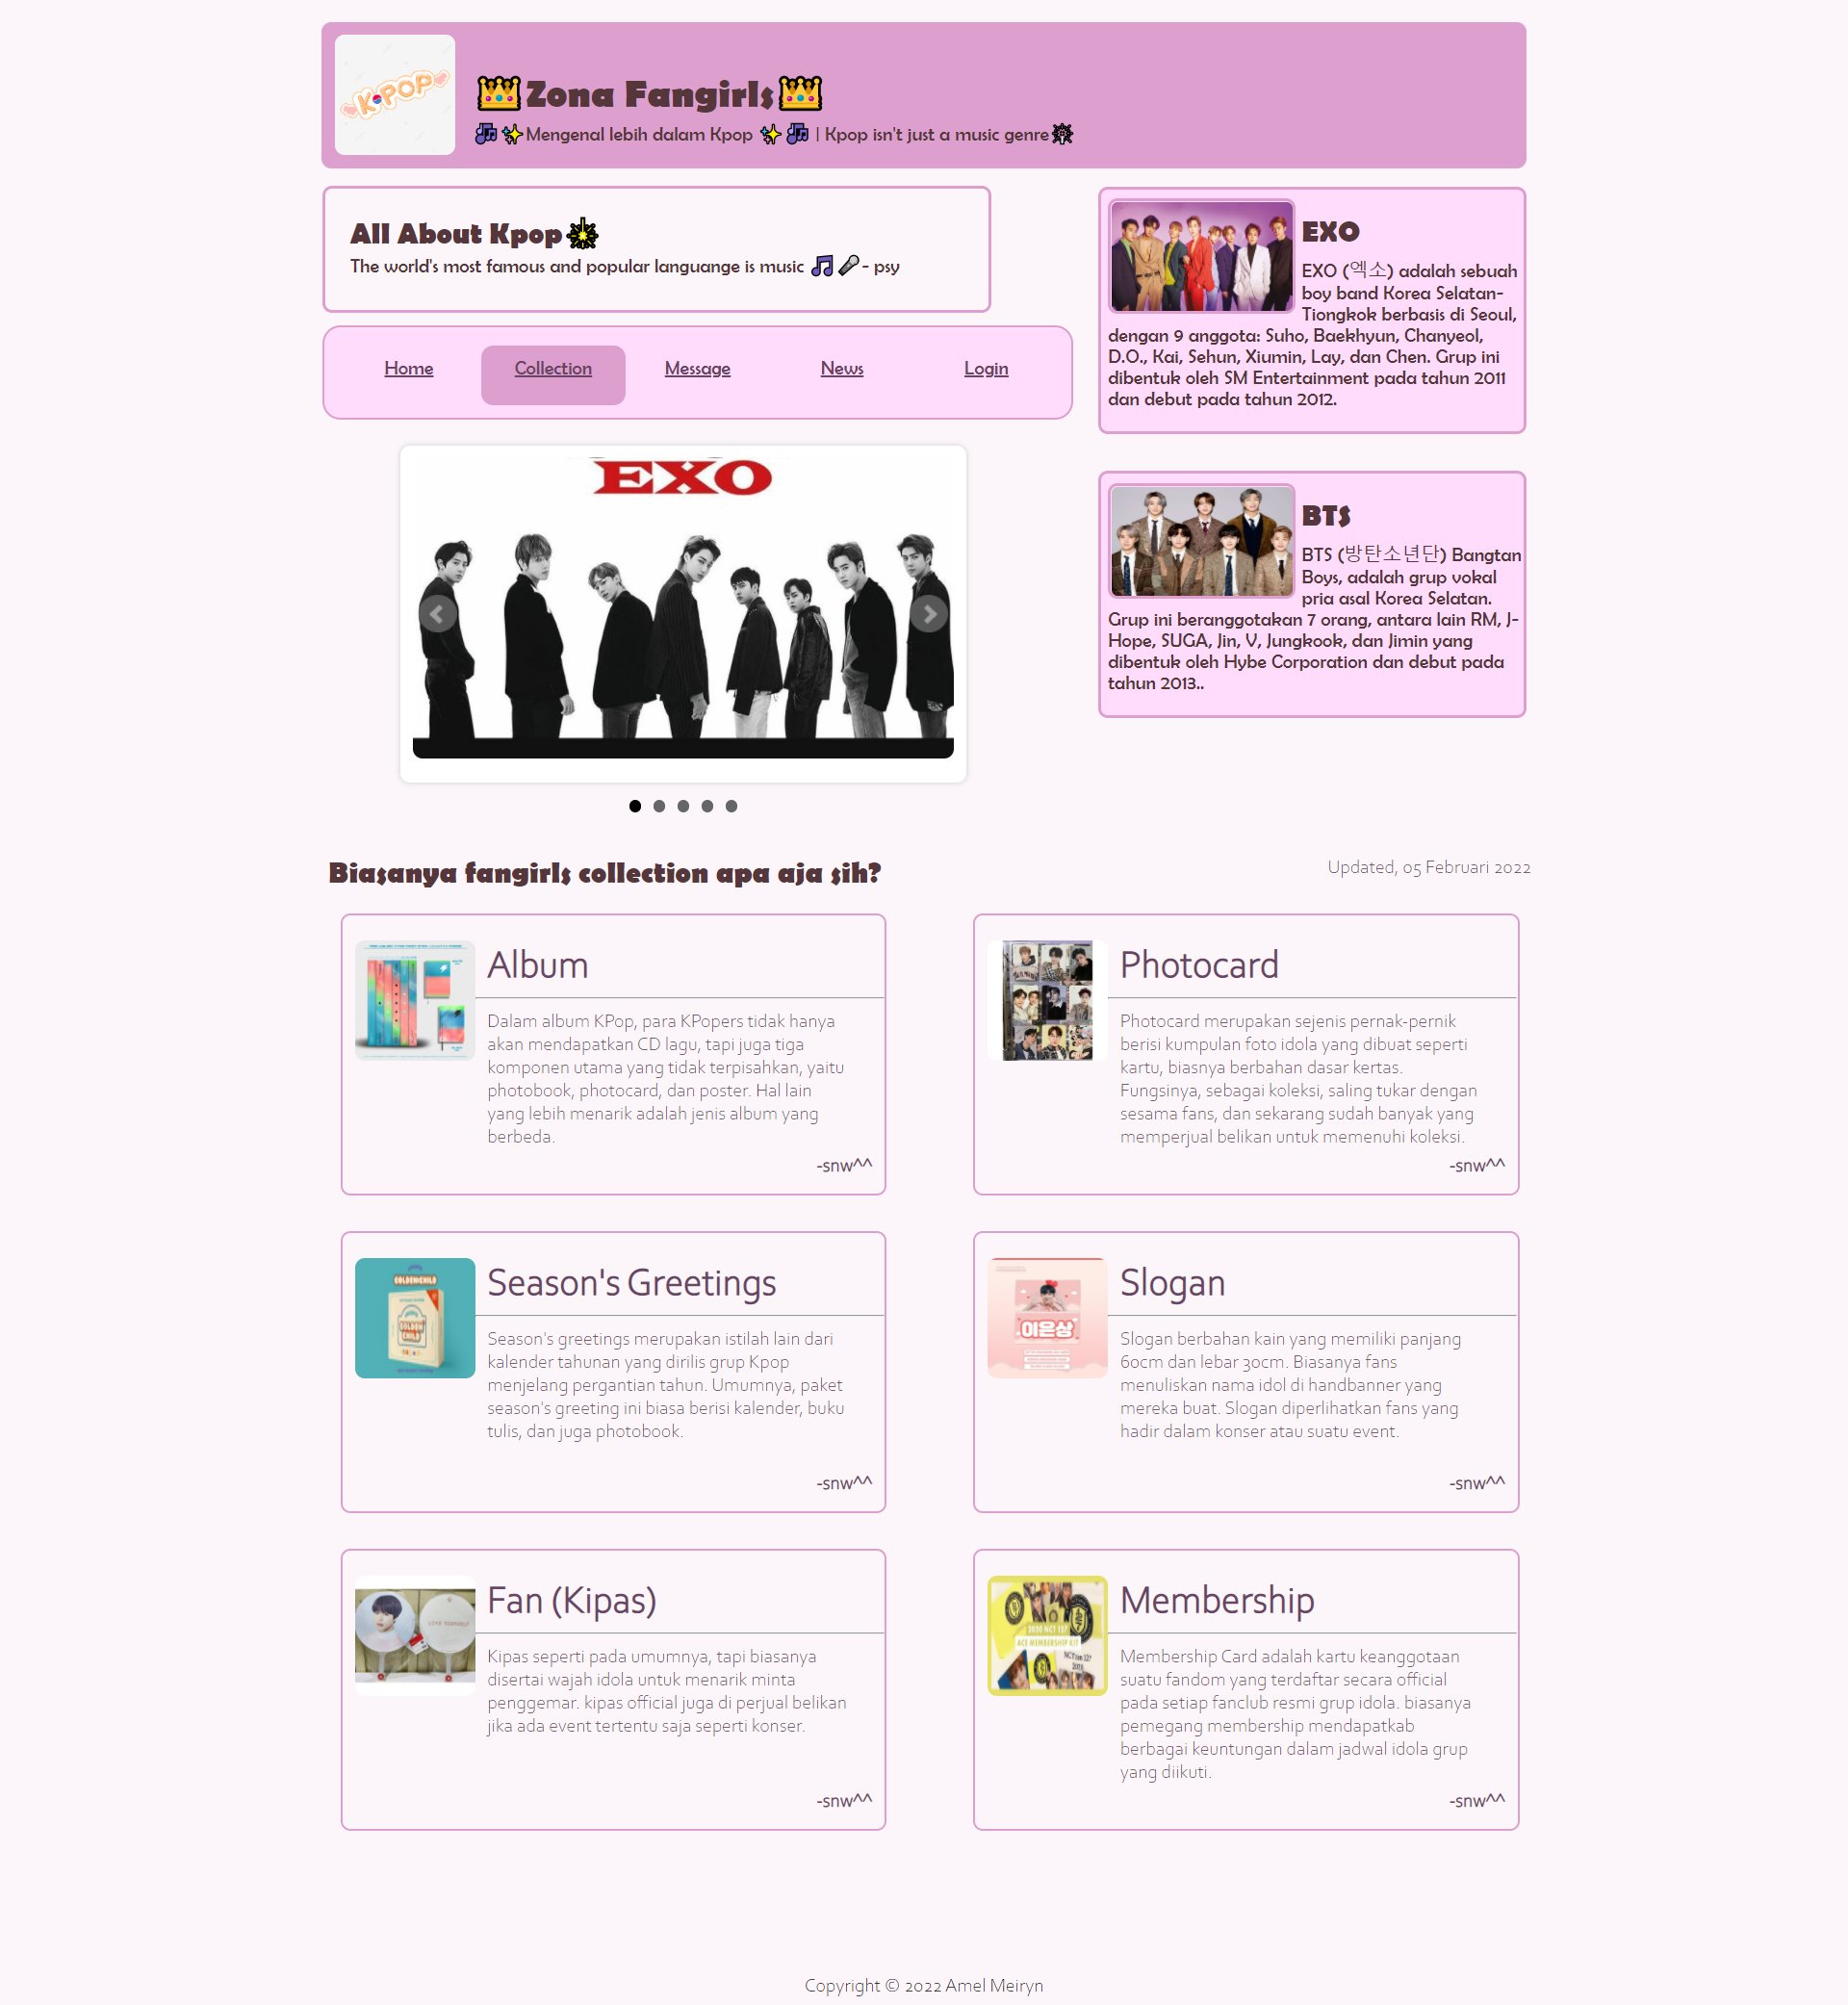 K-POP
Zona Fangirls
Mengenal lebih dalam Kpop | Kpop isn't just a music genre
All About Kpop
The world's most famous and popular languange is music - psy
Home
Collection
Message
News
Login
EXO
EXO
EXO (엑소) adalah sebuah
boy band Korea Selatan-
Tiongkok berbasis di Seoul,
dengan 9 anggota: Suho, Baekhyun, Chanyeol,
D.O., Kai, Sehun, Xiumin, Lay, dan Chen. Grup ini
dibentuk oleh SM Entertainment pada tahun 2011
dan debut pada tahun 2012.
BTS
BTS (방탄소년단) Bangtan
Boys, adalah grup vokal
pria asal Korea Selatan.
Grup ini beranggotakan 7 orang, antara lain RM, J-
Hope, SUGA, Jin, V, Jungkook, dan Jimin yang
dibentuk oleh Hybe Corporation dan debut pada
tahun 2013..
Biasanya fangirls collection apa aja sih?
Updated, 05 Februari 2022
Album
Dalam album KPop, para KPopers tidak hanya
akan mendapatkan CD lagu, tapi juga tiga
komponen utama yang tidak terpisahkan, yaitu
photobook, photocard, dan poster. Hal lain
yang lebih menarik adalah jenis album yang
berbeda.
-snw^^
Photocard
Photocard merupakan sejenis pernak-pernik
berisi kumpulan foto idola yang dibuat seperti
kartu, biasnya berbahan dasar kertas.
Fungsinya, sebagai koleksi, saling tukar dengan
sesama fans, dan sekarang sudah banyak yang
memperjual belikan untuk memenuhi koleksi.
-snw^^
GOLDENCHILD
GOLDEN
CHILD
Season's Greetings
Season's greetings merupakan istilah lain dari
kalender tahunan yang dirilis grup Kpop
menjelang pergantian tahun. Umumnya, paket
season's greeting ini biasa berisi kalender, buku
tulis, dan juga photobook.
-snw^^
이은상
Slogan
Slogan berbahan kain yang memiliki panjang
60cm dan lebar 30cm. Biasanya fans
menuliskan nama idol di handbanner yang
mereka buat. Slogan diperlihatkan fans yang
hadir dalam konser atau suatu event.
-snw^^
LOVE YOURSELF
Fan (Kipas)
Kipas seperti pada umumnya, tapi biasanya
disertai wajah idola untuk menarik minta
penggemar. kipas official juga di perjual belikan
jika ada event tertentu saja seperti konser.
-snw^^
2020 NCT 127
ACE MEMBERSHIP KIT
Membership
Membership Card adalah kartu keanggotaan
suatu fandom yang terdaftar secara official
pada setiap fanclub resmi grup idola. biasanya
pemegang membership mendapatkab
berbagai keuntungan dalam jadwal idola grup
yang diikuti.
-snw^^
Copyright © 2022 Amel Meiryn